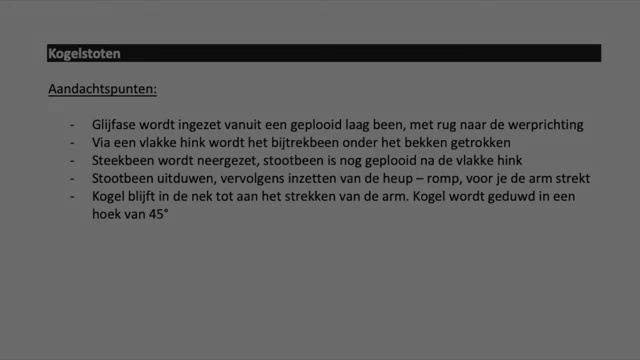 Kogelstoten
Aandachtspunten:
- Glijfase wordt ingezet vanuit een geplooid laag been, met rug naar de werprichting
- Via een vlakke hink wordt het bijtrekbeen onder het bekken getrokken
- Steekbeen wordt neergezet, stootbeen is nog geplooid na de vlakke hink
- Stootbeen uitduwen, vervolgens inzetten van de heup – romp, voor je de arm strekt
- Kogel blijft in de nek tot aan het strekken van de arm. Kogel wordt geduwd in een
hoek van 45°